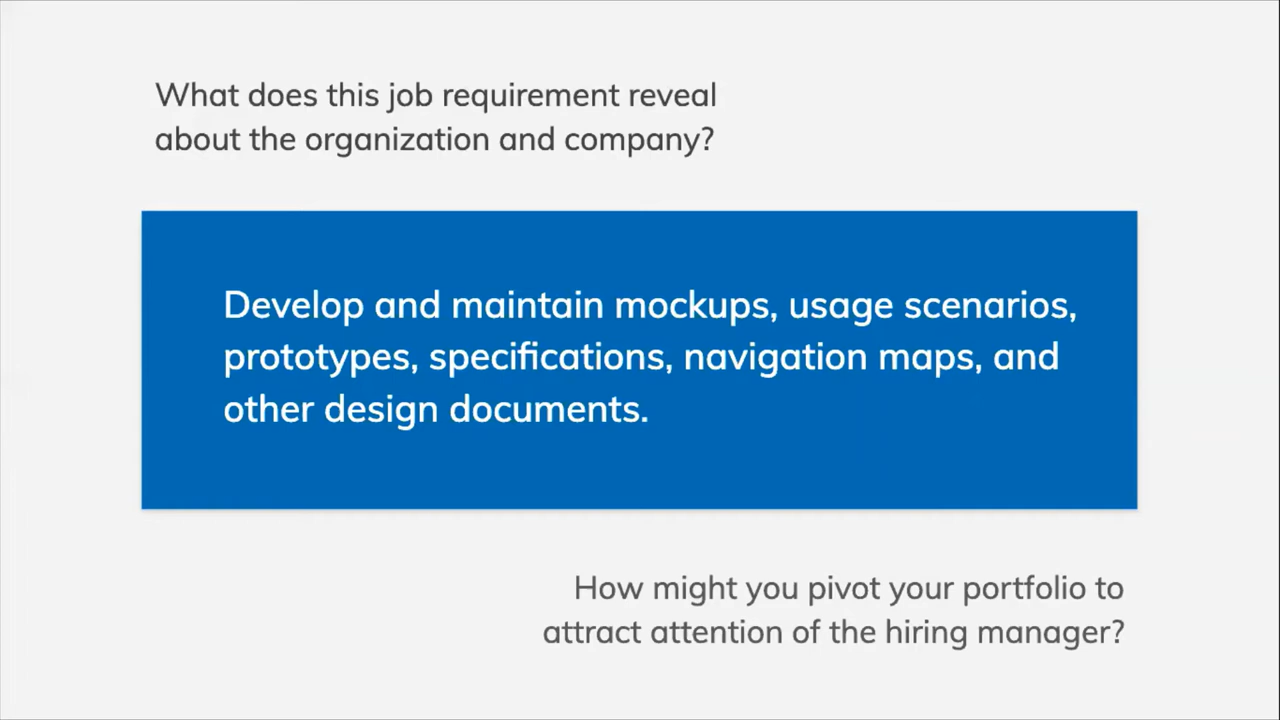 What does this job requirement reveal
about the organization and company?
Develop and maintain mockups, usage scenarios,
prototypes, specifications, navigation maps, and
other design documents.
How might you pivot your portfolio to
attract attention of the hiring manager?